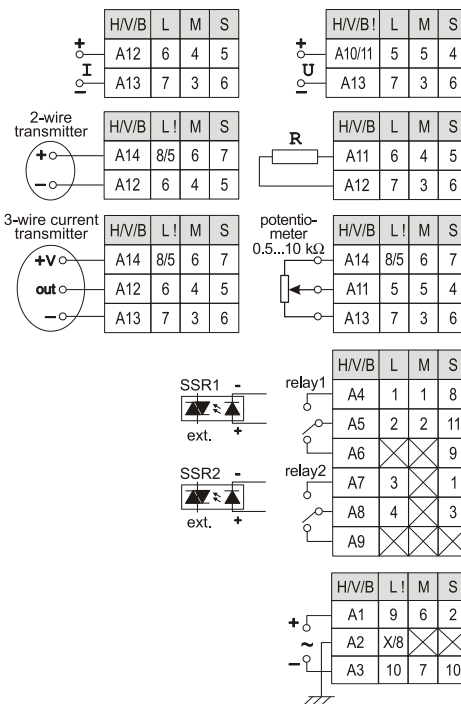 H/V/B L M S
+ A12 6 4 5
I
− A13 7 3 6
H/V/B! L M S
+ A10/11 5 5 4
U
− A13 7 3 6
2-wire
transmitter
H/V/B L! M S
+ A14 8/5 6 7
− A12 6 4 5
H/V/B L M S
R
A11 6 4 5
A12 7 3 6
3-wire current
transmitter
H/V/B L! M S
+V A14 8/5 6 7
out A12 6 4 5
− A13 7 3 6
potentio-
meter
0.5...10 kΩ
H/V/B L! M S
A14 8/5 6 7
A11 5 5 4
A13 7 3 6
H/V/B L M S
SSR1 - relay1 A4 1 1 8
ext. + A5 2 2 11
A6 9
SSR2 - relay2 A7 3 1
ext. + A8 4 3
A9
H/V/B L! M S
+ A1 9 6 2
~ A2 X/8
− A3 10 7 10